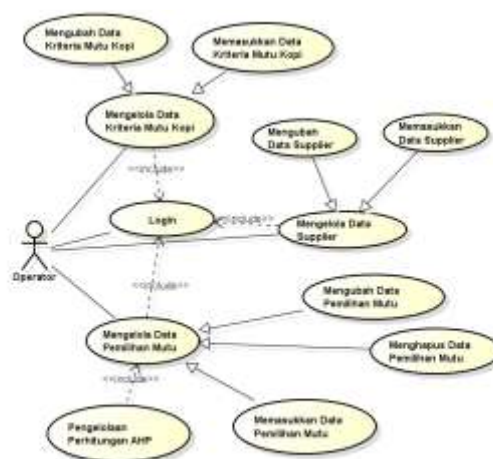 Mengubah Data
Kriteria Mutu Kopi
Memasukkan Data
Kriteria Mutu Kopi
Mengelola Data
Kriteria Mutu Kopi
Mengubah
Data Supplier
Memasukkan
Data Supplier
<<include>>
Login
<<include>>
Mengelola Data
Supplier
Operator
<<include>>
Mengubah Data
Pemilihan Mutu
Mengelola Data
Pemilihan Mutu
Menghapus Data
Pemilihan Mutu
<<include>>
Pengelolaan
Perhitungan AHP
Memasukkan Data
Pemilihan Mutu